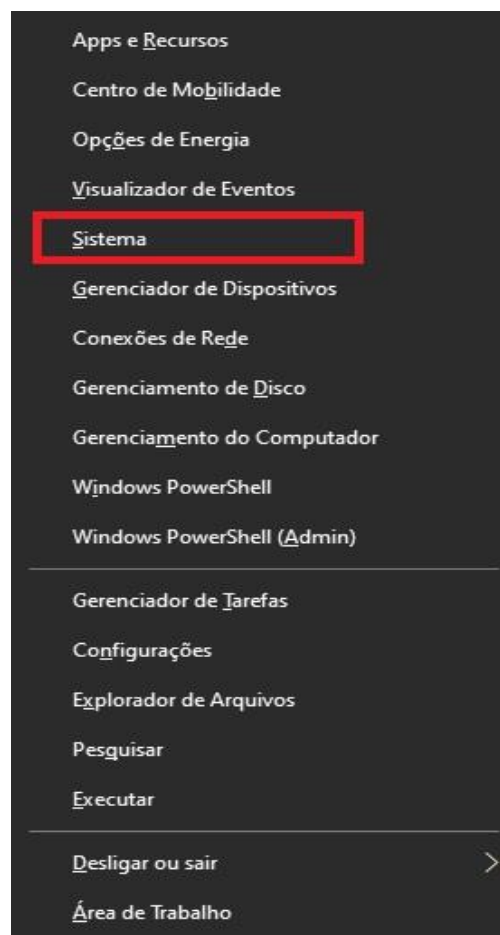 Apps e Recursos
Centro de Mobilidade
Opções de Energia
Visualizador de Eventos
Sistema
Gerenciador de Dispositivos
Conexões de Rede
Gerenciamento de Disco
Gerenciamento do Computador
Windows PowerShell
Windows PowerShell (Admin)
Gerenciador de Tarefas
Configurações
Explorador de Arquivos
Pesquisar
Executar
Desligar ou sair
Área de Trabalho